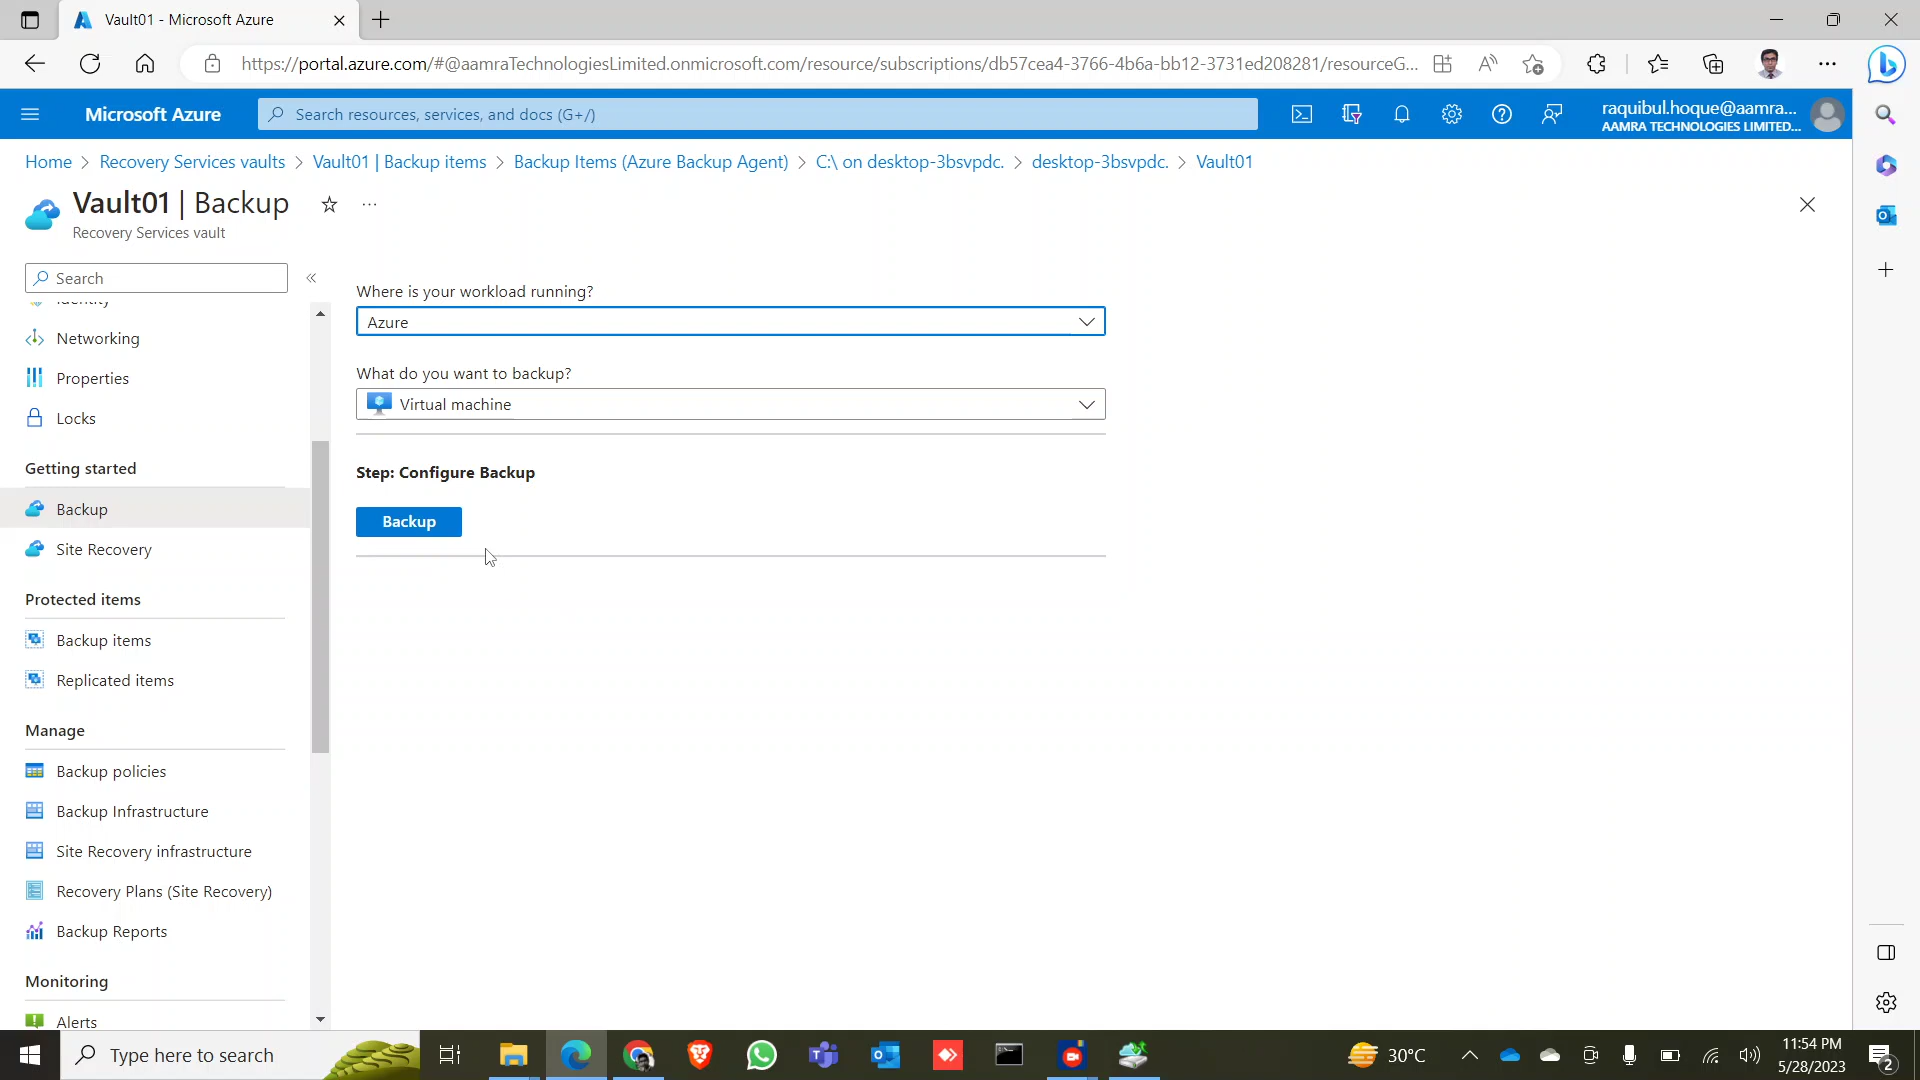 Vault01 - Microsoft Azure
https://portal.azure.com/#@aamraTechnologiesLimited.onmicrosoft.com/resource/subscriptions/db57cea4-3766-4b6a-bb12-3731ed208281/resourceG...
Microsoft Azure
Search resources, services, and docs (G+/)
raquibul.hoque@aamra...
AAMRA TECHNOLOGIES LIMITED...
Home > Recovery Services vaults > Vault01 | Backup items > Backup Items (Azure Backup Agent) > C:\ on desktop-3bsvpdc. > desktop-3bsvpdc. > Vault01
Vault01 | Backup
Recovery Services vault
Search
Where is your workload running?
Azure
What do you want to backup?
Virtual machine
Step: Configure Backup
Backup
Identity
Networking
Properties
Locks
Getting started
Backup
Site Recovery
Protected items
Backup items
Replicated items
Manage
Backup policies
Backup Infrastructure
Site Recovery infrastructure
Recovery Plans (Site Recovery)
Backup Reports
Monitoring
Alerts
Type here to search
30°C
11:54 PM
5/28/2023
2